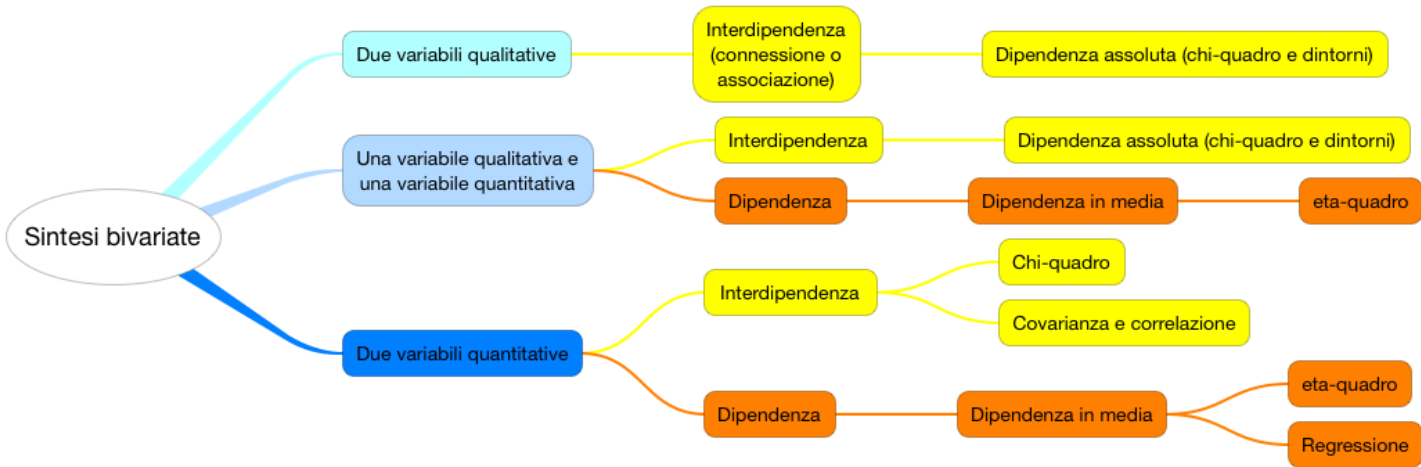 Sintesi bivariate
Due variabili qualitative
Interdipendenza
(connessione o
associazione)
Dipendenza assoluta (chi-quadro e dintorni)
Una variabile qualitativa e
una variabile quantitativa
Interdipendenza
Dipendenza assoluta (chi-quadro e dintorni)
Dipendenza
Dipendenza in media
eta-quadro
Due variabili quantitative
Interdipendenza
Chi-quadro
Covarianza e correlazione
Dipendenza
Dipendenza in media
eta-quadro
Regressione